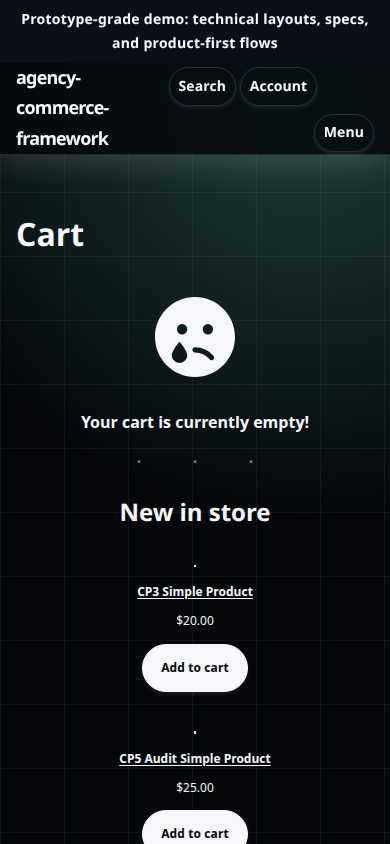 Prototype-grade demo: technical layouts, specs,
and product-first flows
agency-
commerce-
framework
Search
Account
Menu
Cart
Your cart is currently empty!
New in store
CP3 Simple Product
$20.00
Add to cart
CP5 Audit Simple Product
$25.00
Add to cart